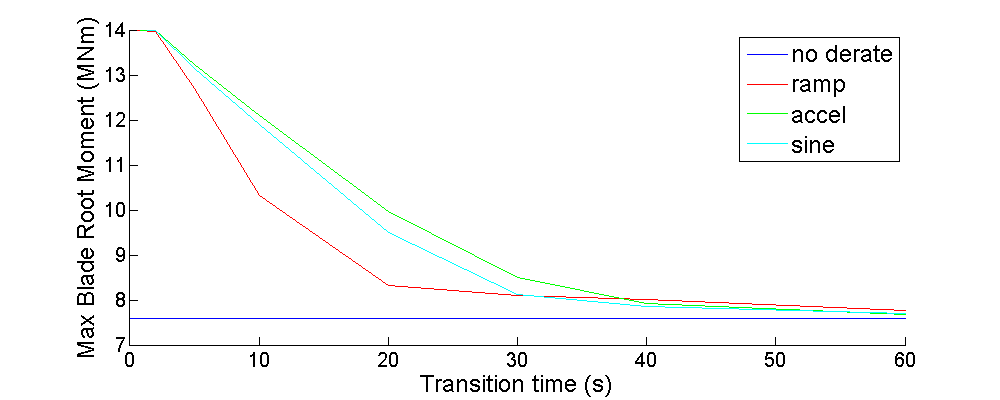 Max Blade Root Moment (MNm)
14
13
12
11
10
9
8
7
0
10
20
30
40
50
60
Transition time (s)
no derate
ramp
accel
sine